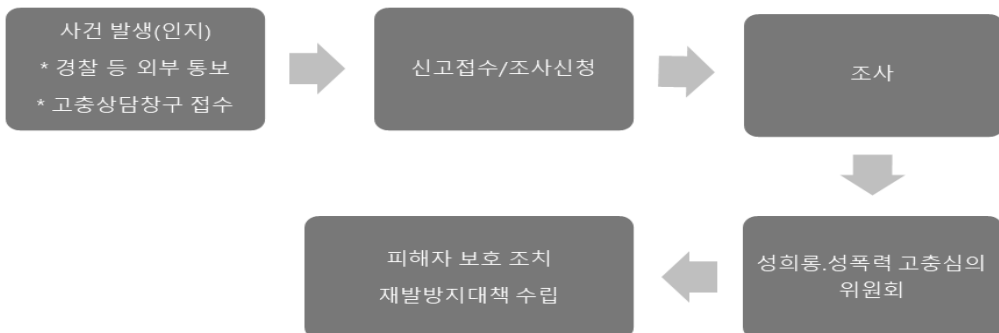 사건 발생(인지)
* 경찰 등 외부 통보
* 고충상담창구 접수
신고접수/조사신청
조사
성희롱.성폭력 고충심의
위원회
피해자 보호 조치
재발방지대책 수립